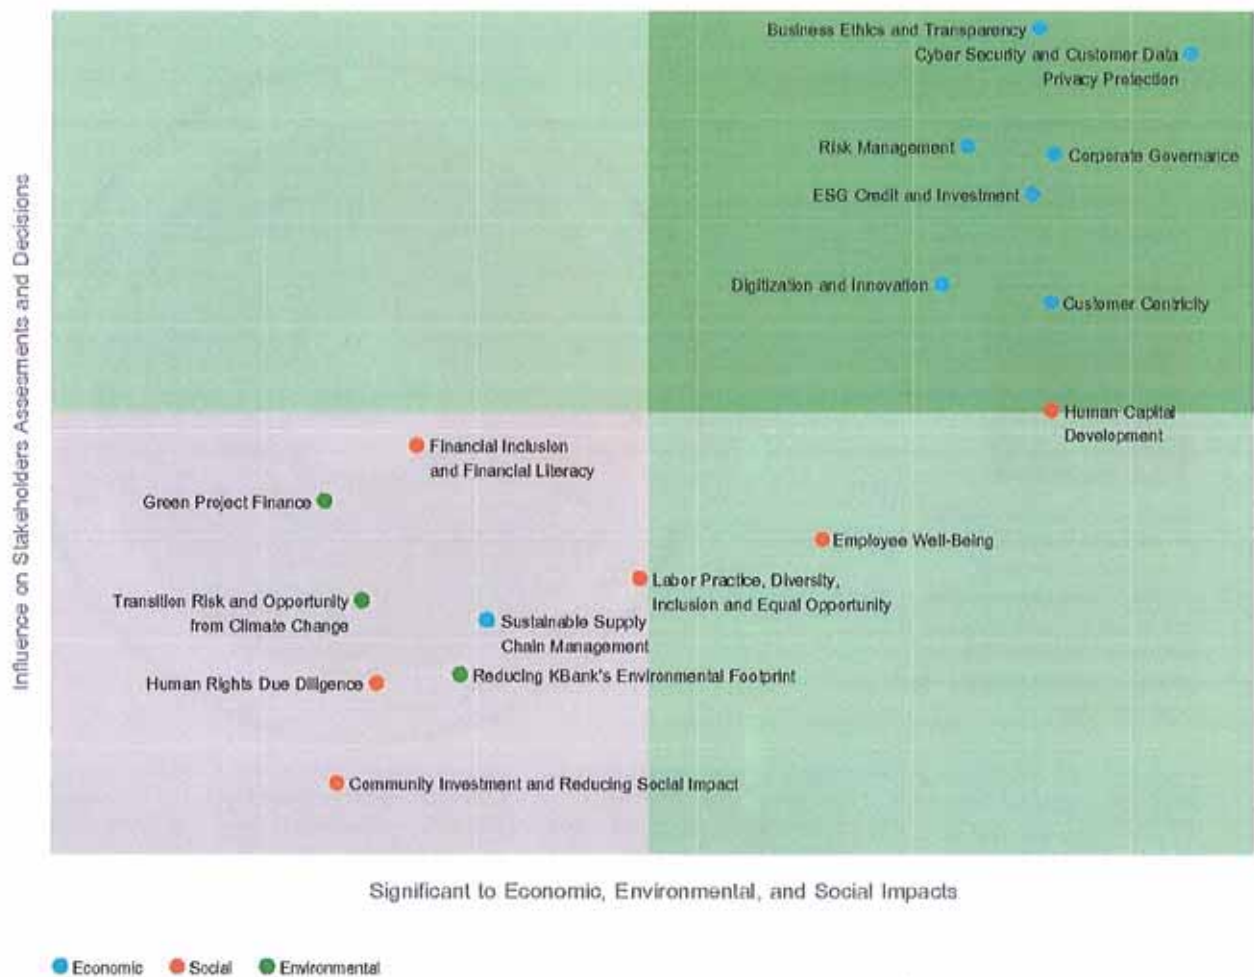 Influence on Stakeholders Assesments and Decisions
Business Ethics and Transparency
Cyber Security and Customer Data
Privacy Protection
Risk Management
Corporate Governance
ESG Credit and Investment
Digitization and Innovation
Customer Centricity
Human Capital
Development
Financial Inclusion
and Financial Literacy
Green Project Finance
Employee Well-Being
Labor Practice, Diversity,
Inclusion and Equal Opportunity
Transition Risk and Opportunity
from Climate Change
Sustainable Supply
Chain Management
Reducing KBank's Environmental Footprint
Human Rights Due Diligence
Community Investment and Reducing Social Impact
Significant to Economic, Environmental, and Social Impacts
Economic Social Environmental